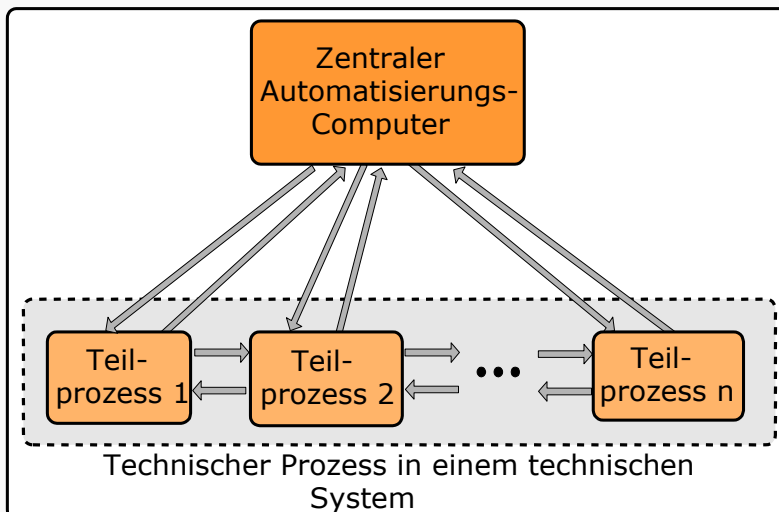 Zentraler
Automatisierungs-
Computer
Teil-
prozess 1
Teil-
prozess 2
...
Teil-
prozess n
Technischer Prozess in einem technischen
System